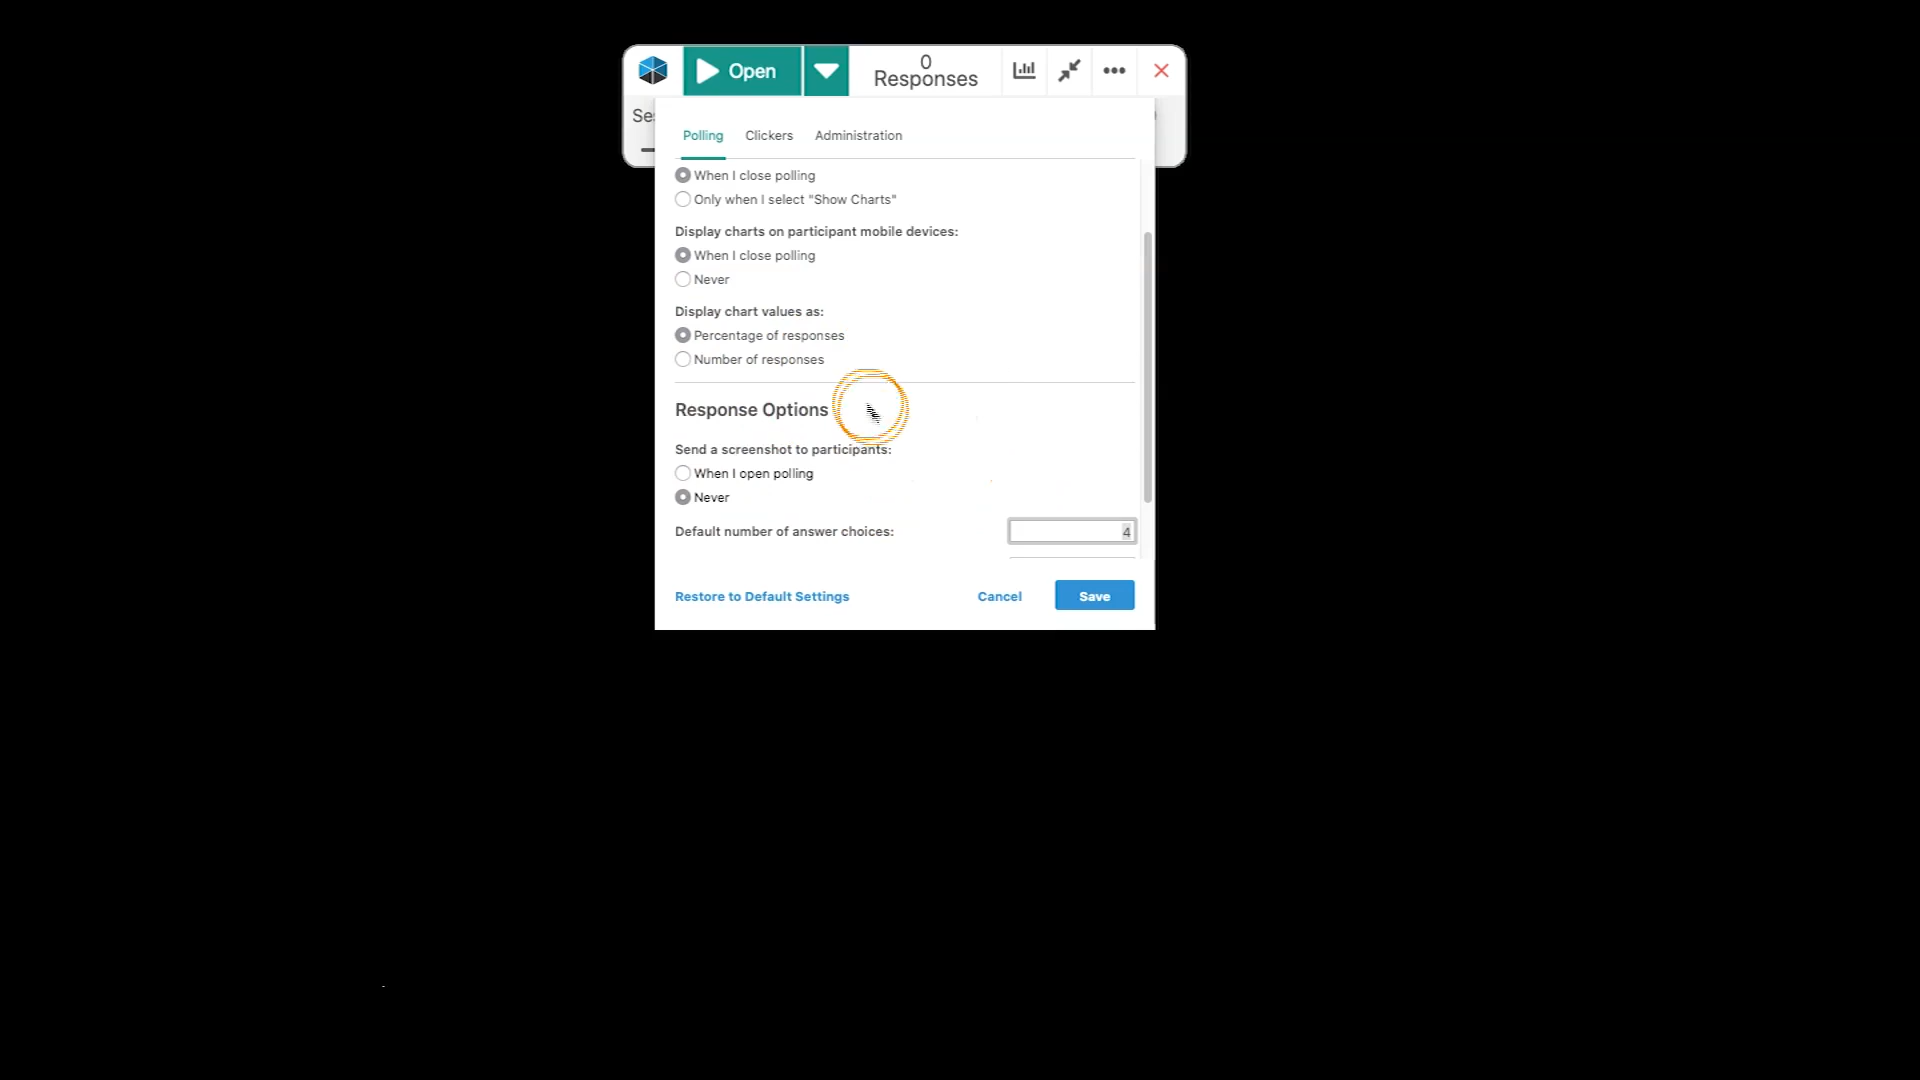 Open
0
Responses
Se
Polling Clickers Administration
When I close polling
Only when I select "Show Charts"
Display charts on participant mobile devices:
When I close polling
Never
Display chart values as:
Percentage of responses
Number of responses
Response Options
Send a screenshot to participants:
When I open polling
Never
Default number of answer choices: 4
Restore to Default Settings Cancel Save